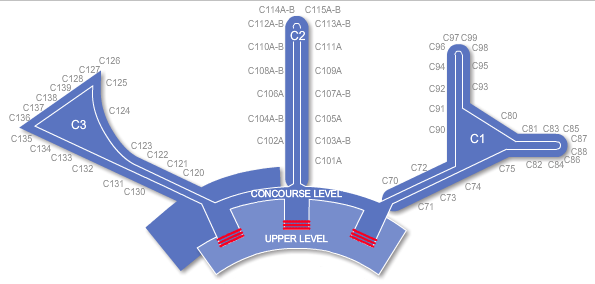 C114A-B C115A-B
C112A-B C113A-B
C2
C110A-B C111A
C108A-B C109A
C106A C107A-B
C104A-B C105A
C102A C103A-B
C101A
C126
C127
C128 C125
C139
C138
C137 C124
C136
C3
C135
C134 C123
C133 C122
C132 C121
C131 C120
C130
C97 C99
C96 C98
C94 C95
C92 C93
C91
C90
C80
C1
C81 C83 C85
C87
C88
C86
C82 C84
C75
C72
C70
C74
C73
C71
CONCOURSE LEVEL
UPPER LEVEL